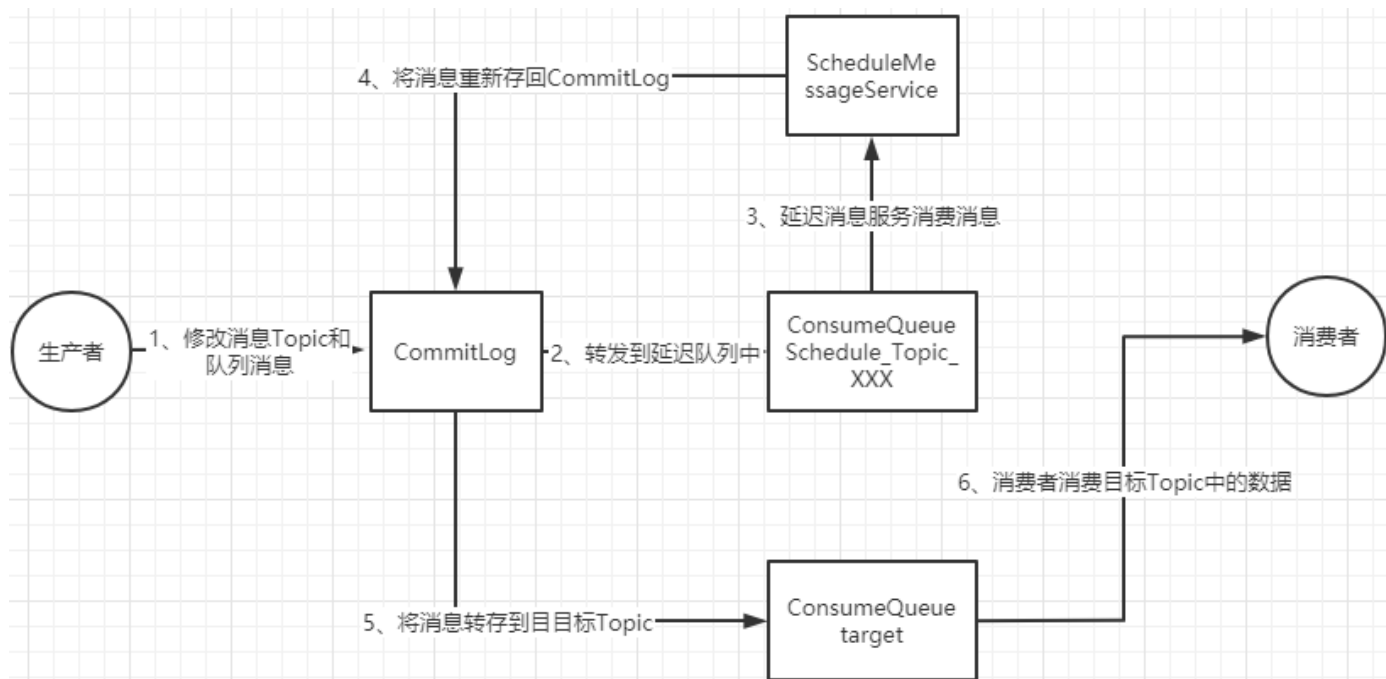 ScheduleMe
ssageService
4、将消息重新存回CommitLog
3、延迟消息服务消费消息
生产者
1、修改消息Topic和
队列消息
CommitLog
2、转发到延迟队列中
ConsumeQueue
Schedule_Topic_
XXX
消费者
6、消费者消费目标Topic中的数据
5、将消息转存到目目标Topic
ConsumeQueue
target